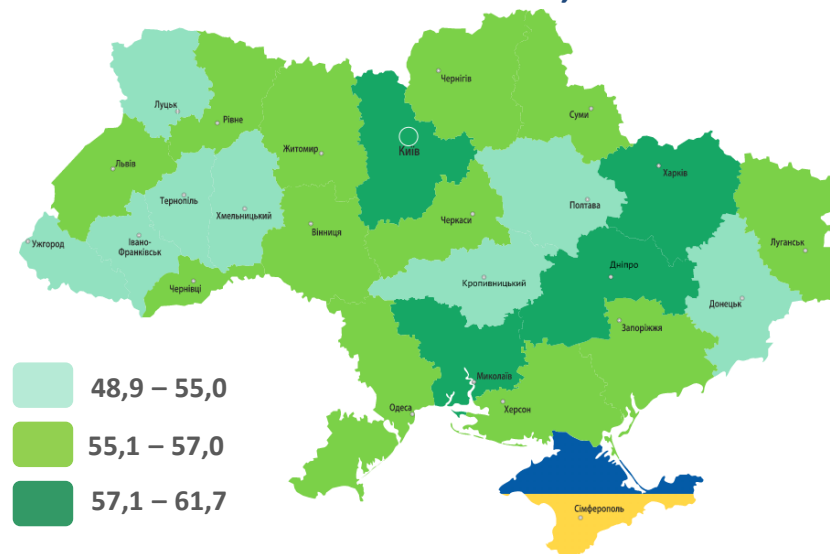 Чернігів
Луцьк
Суми
Рівне
Київ
Житомир
Львів
Харків
Тернопіль
Полтава
Хмельницький
Черкаси
Вінниця
Івано-
Франківськ
Ужгород
Луганськ
Дніпро
Кропивницький
Чернівці
Донецьк
Запоріжжя
Миколаїв
48,9 – 55,0
Одеса
Херсон
55,1 – 57,0
57,1 – 61,7
Сімферополь